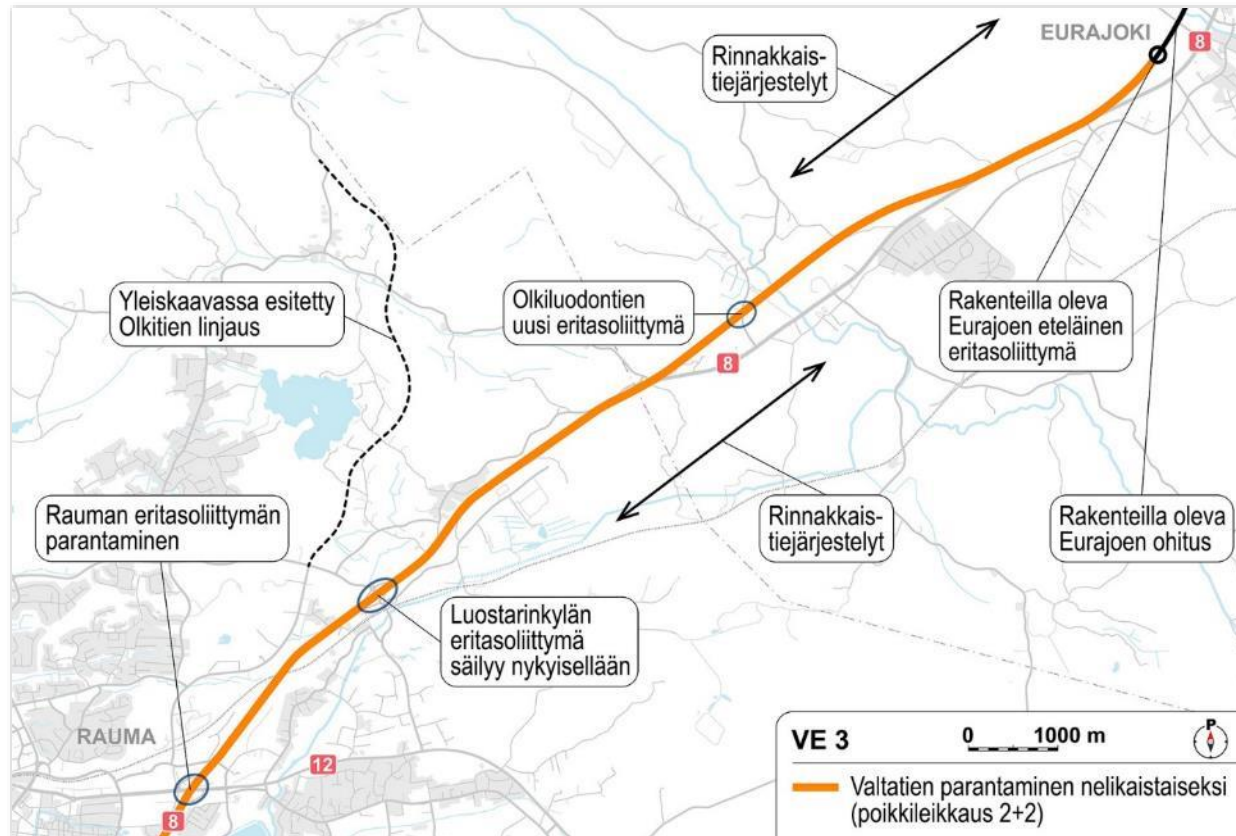 EURAJOKI
8
Rinnakkais-
tiejärjestelyt
Yleiskaavassa esitetty
Olkitien linjaus
Olkiluodontien
uusi eritasoliittymä
Rakenteilla oleva
Eurajoen eteläinen
eritasoliittymä
8
Rauman eritasoliittymän
parantaminen
Rinnakkais-
tiejärjestelyt
Rakenteilla oleva
Eurajoen ohitus
Luostarinkylän
eritasoliittymä
säilyy nykyisellään
RAUMA
12
8
VE 3
0 1000 m
P
Valtatien parantaminen nelikaistaiseksi
(poikkileikkaus 2+2)